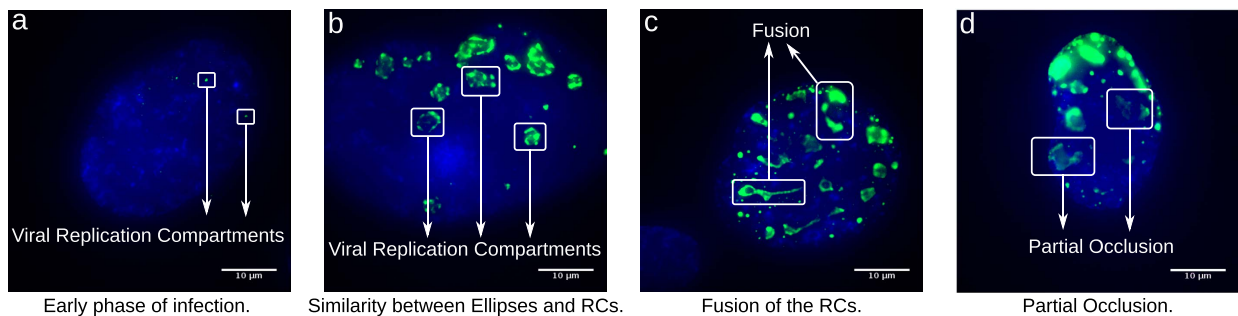 a
Viral Replication Compartments
10 µm
Early phase of infection.
b
Viral Replication Compartments
10 µm
Similarity between Ellipses and RCs.
c
Fusion
10 µm
Fusion of the RCs.
d
Partial Occlusion
10 µm
Partial Occlusion.